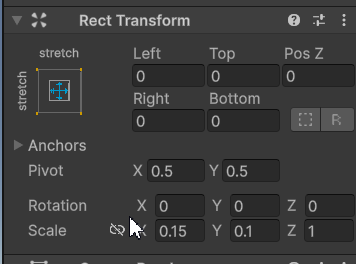 Rect Transform
stretch
stretch
Left Top Pos Z
0 0 0
Right Bottom
0 0 R
Anchors
Pivot X 0.5 Y 0.5
Rotation X 0 Y 0 Z 0
Scale X 0.15 Y 0.1 Z 1